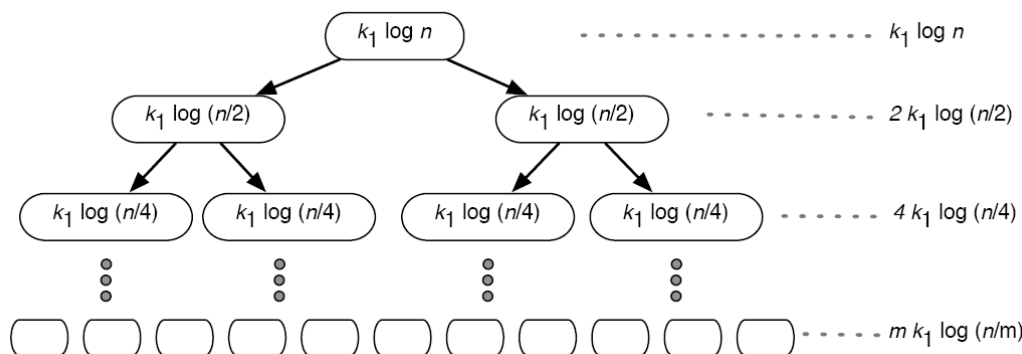 k₁ log n k₁ log n
k₁ log (n/2) k₁ log (n/2) 2 k₁ log (n/2)
k₁ log (n/4) k₁ log (n/4) k₁ log (n/4) k₁ log (n/4) 4 k₁ log (n/4)
m k₁ log (n/m)